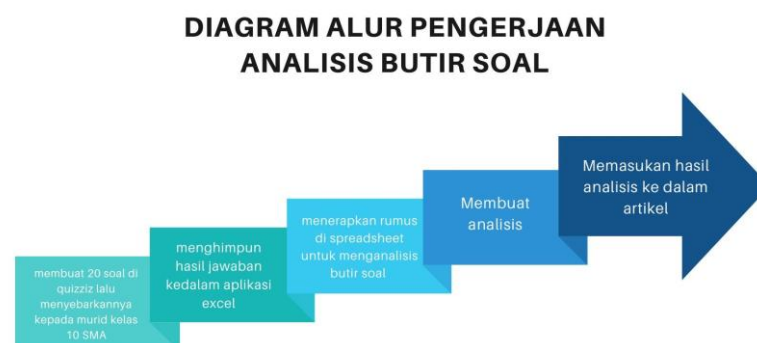 DIAGRAM ALUR PENGERJAAN
ANALISIS BUTIR SOAL
membuat 20 soal di
quizziz lalu
menyebarkannya
kepada murid kelas
10 SMA
menghimpun
hasil jawaban
kedalam aplikasi
excel
menerapkan rumus
di spreadsheet
untuk menganalisis
butir soal
Membuat
analisis
Memasukan hasil
analisis ke dalam
artikel